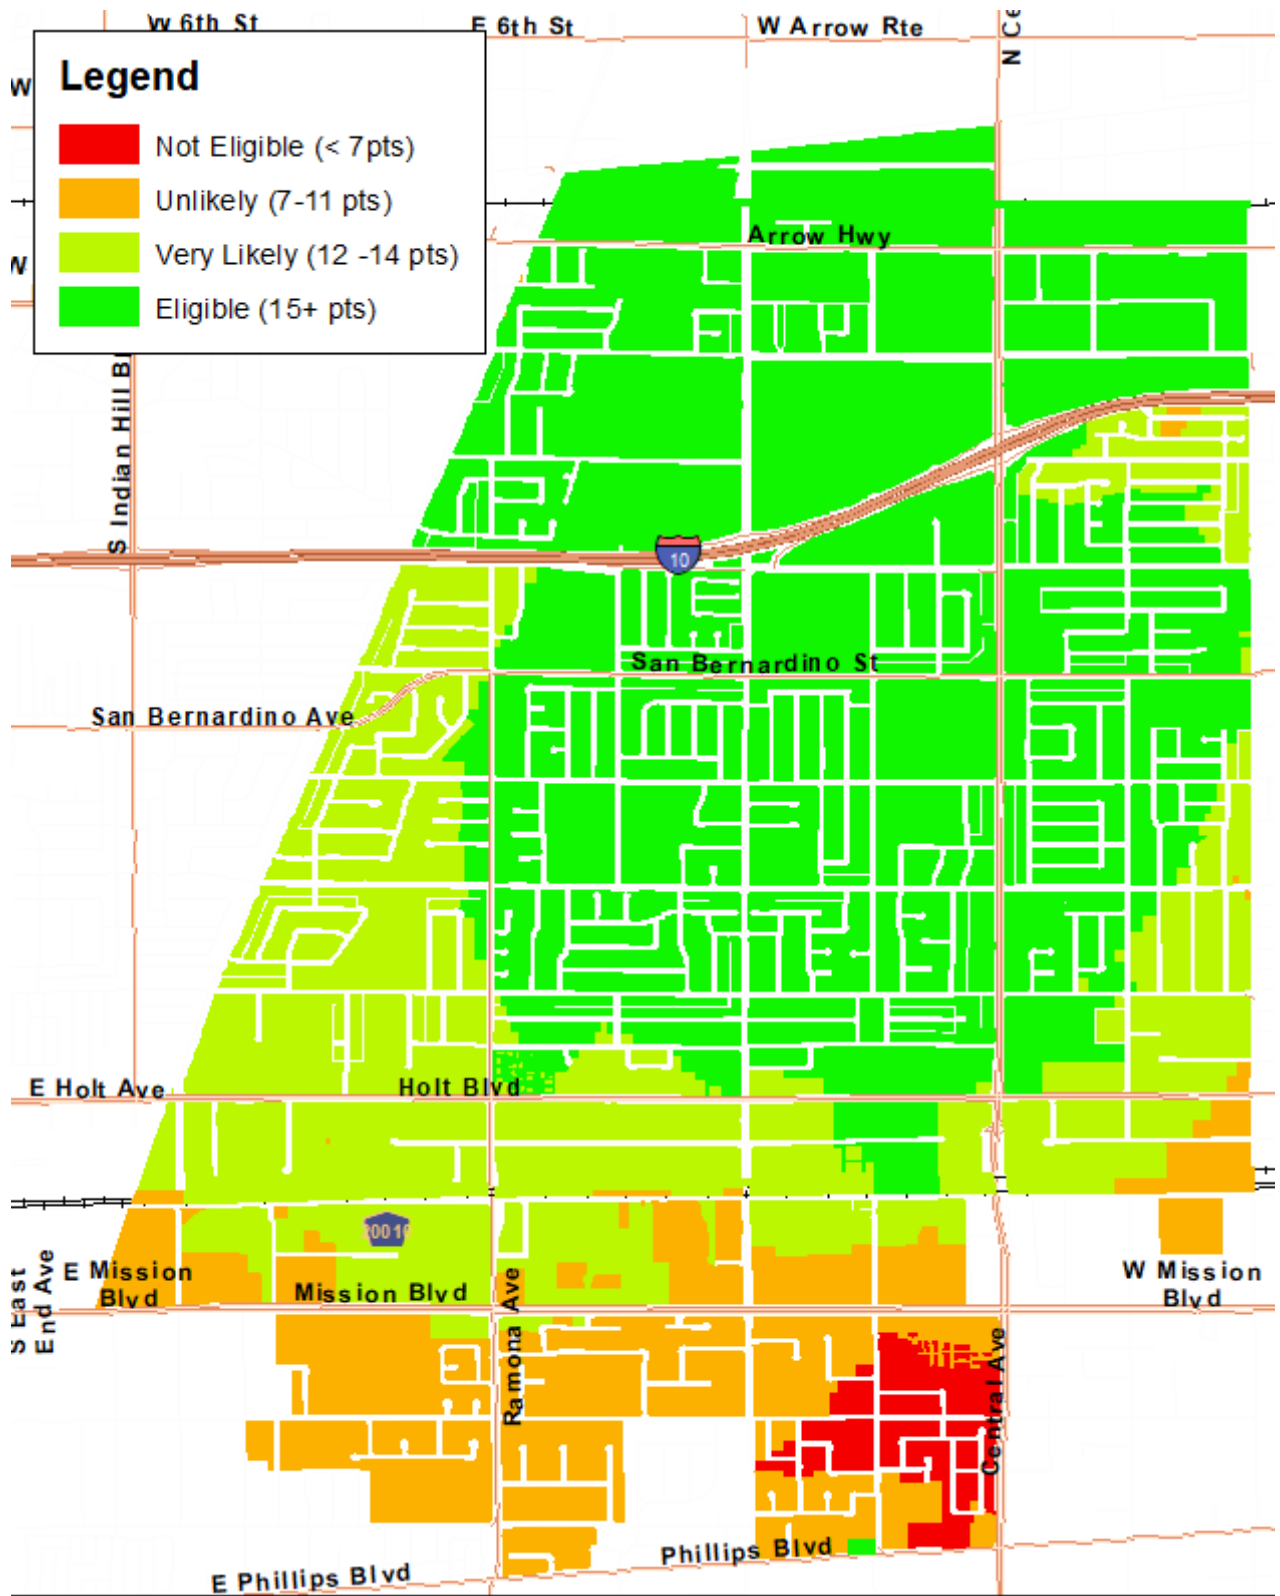 W 6th St
E 6th St
W Arrow Rte
Legend
Not Eligible (< 7pts)
Unlikely (7-11 pts)
Very Likely (12 -14 pts)
Eligible (15+ pts)
W
W
Arrow Hwy
S Indian Hill
10
San Bernardino St
San Bernardino Ave
E Holt Ave
Holt Blvd
E Mission
Blvd
S East
End Ave
Mission Blvd
Ramona Ave
W Mission
Blvd
Central Ave
Phillips Blvd
E Phillips Blvd